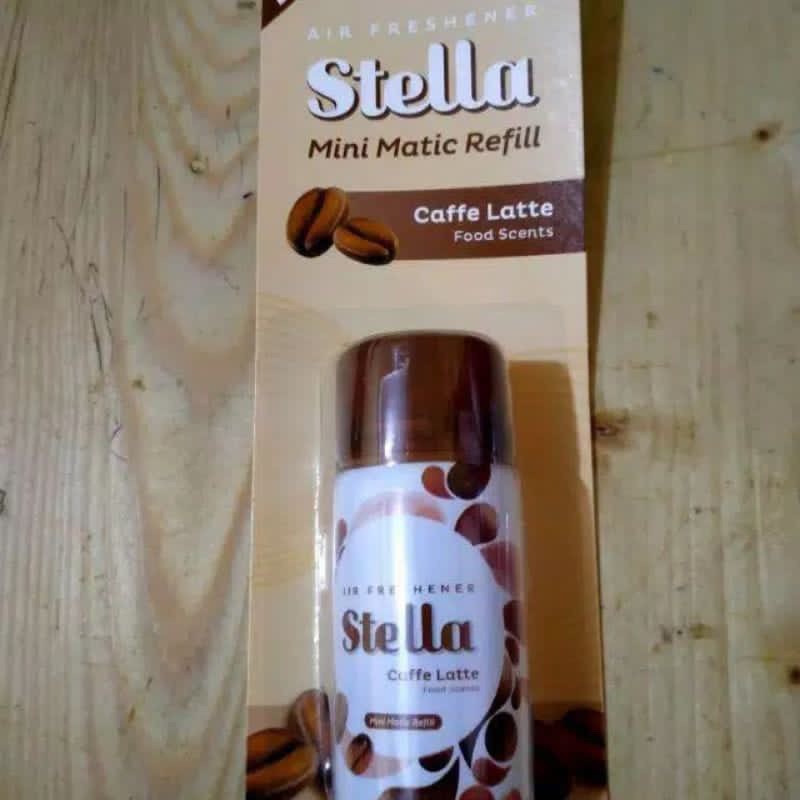 AIR FRESHENER
Stella
Mini Matic Refill
Caffe Latte
Food Scents
AIR FRESHENER
Stella
Caffe Latte
Food Scents
Mini Matic Refill